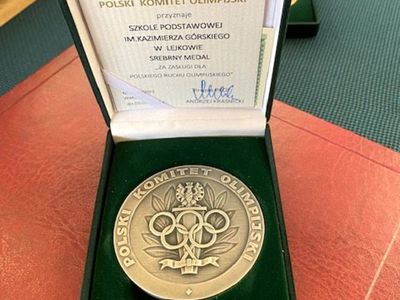 POLSKI KOMITET OLIMPIJSKI
przyznaje
SZKOLE PODSTAWOWEJ
IM.KAZIMIERZA GÓRSKIEGO
W LEJKOWIE
SREBRNY MEDAL
„ZA ZASŁUGI DLA
POLSKIEGO RUCHU OLIMPIJSKIEGO”
ANDRZEJ KRAŚNICKI
POLSKI KOMITET OLIMPIJSKI